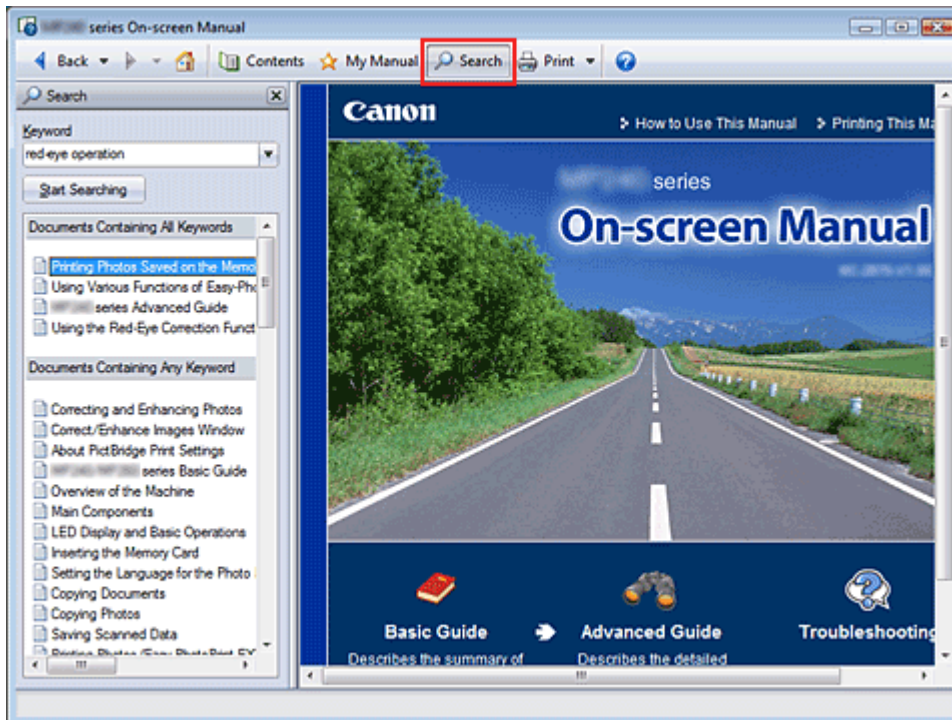 series On-screen Manual
Back
Contents
My Manual
Search
Print
Search
Keyword
red-eye operation
Start Searching
Documents Containing All Keywords
Printing Photos Saved on the Memo
Using Various Functions of Easy-Pho
series Advanced Guide
Using the Red-Eye Correction Funct
Documents Containing Any Keyword
Correcting and Enhancing Photos
Correct/Enhance Images Window
About PictBridge Print Settings
series Basic Guide
Overview of the Machine
Main Components
LED Display and Basic Operations
Inserting the Memory Card
Setting the Language for the Photo
Copying Documents
Copying Photos
Saving Scanned Data
Canon
How to Use This Manual
Printing This Ma
series
On-screen Manual
Basic Guide
Advanced Guide
Troubleshooting
Describes the summary of
Describes the detailed